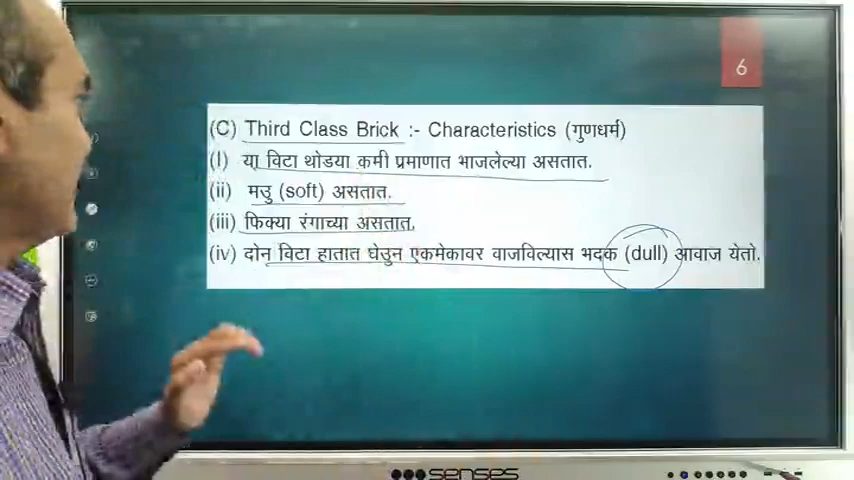 6
(C) Third Class Brick :- Characteristics (गुणधर्म)
(I) या विटा थोडया कमी प्रमाणात भाजलेल्या असतात.
(ii) मउु (soft) असतात.
(iii) फिक्या रंगाच्या असतात.
(iv) दोन विटा हातात घेउुन एकमेकावर वाजविल्यास भदक (dull) आवाज येतो.
senses